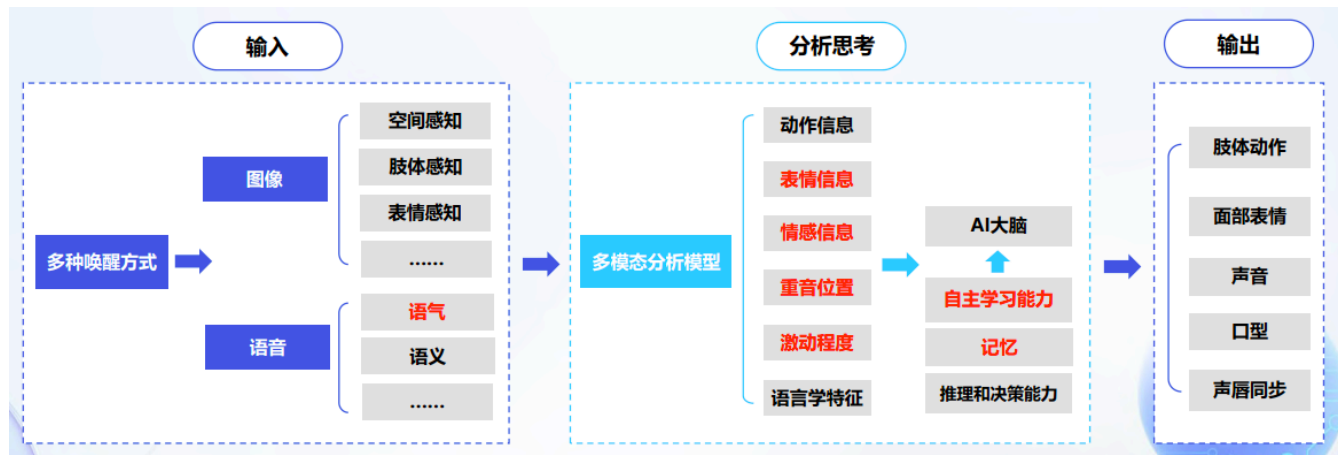 输入
分析思考
输出
多种唤醒方式
图像
空间感知
肢体感知
表情感知
......
语音
语气
语义
......
多模态分析模型
动作信息
表情信息
情感信息
重音位置
激动程度
语言学特征
AI大脑
自主学习能力
记忆
推理和决策能力
肢体动作
面部表情
声音
口型
声唇同步